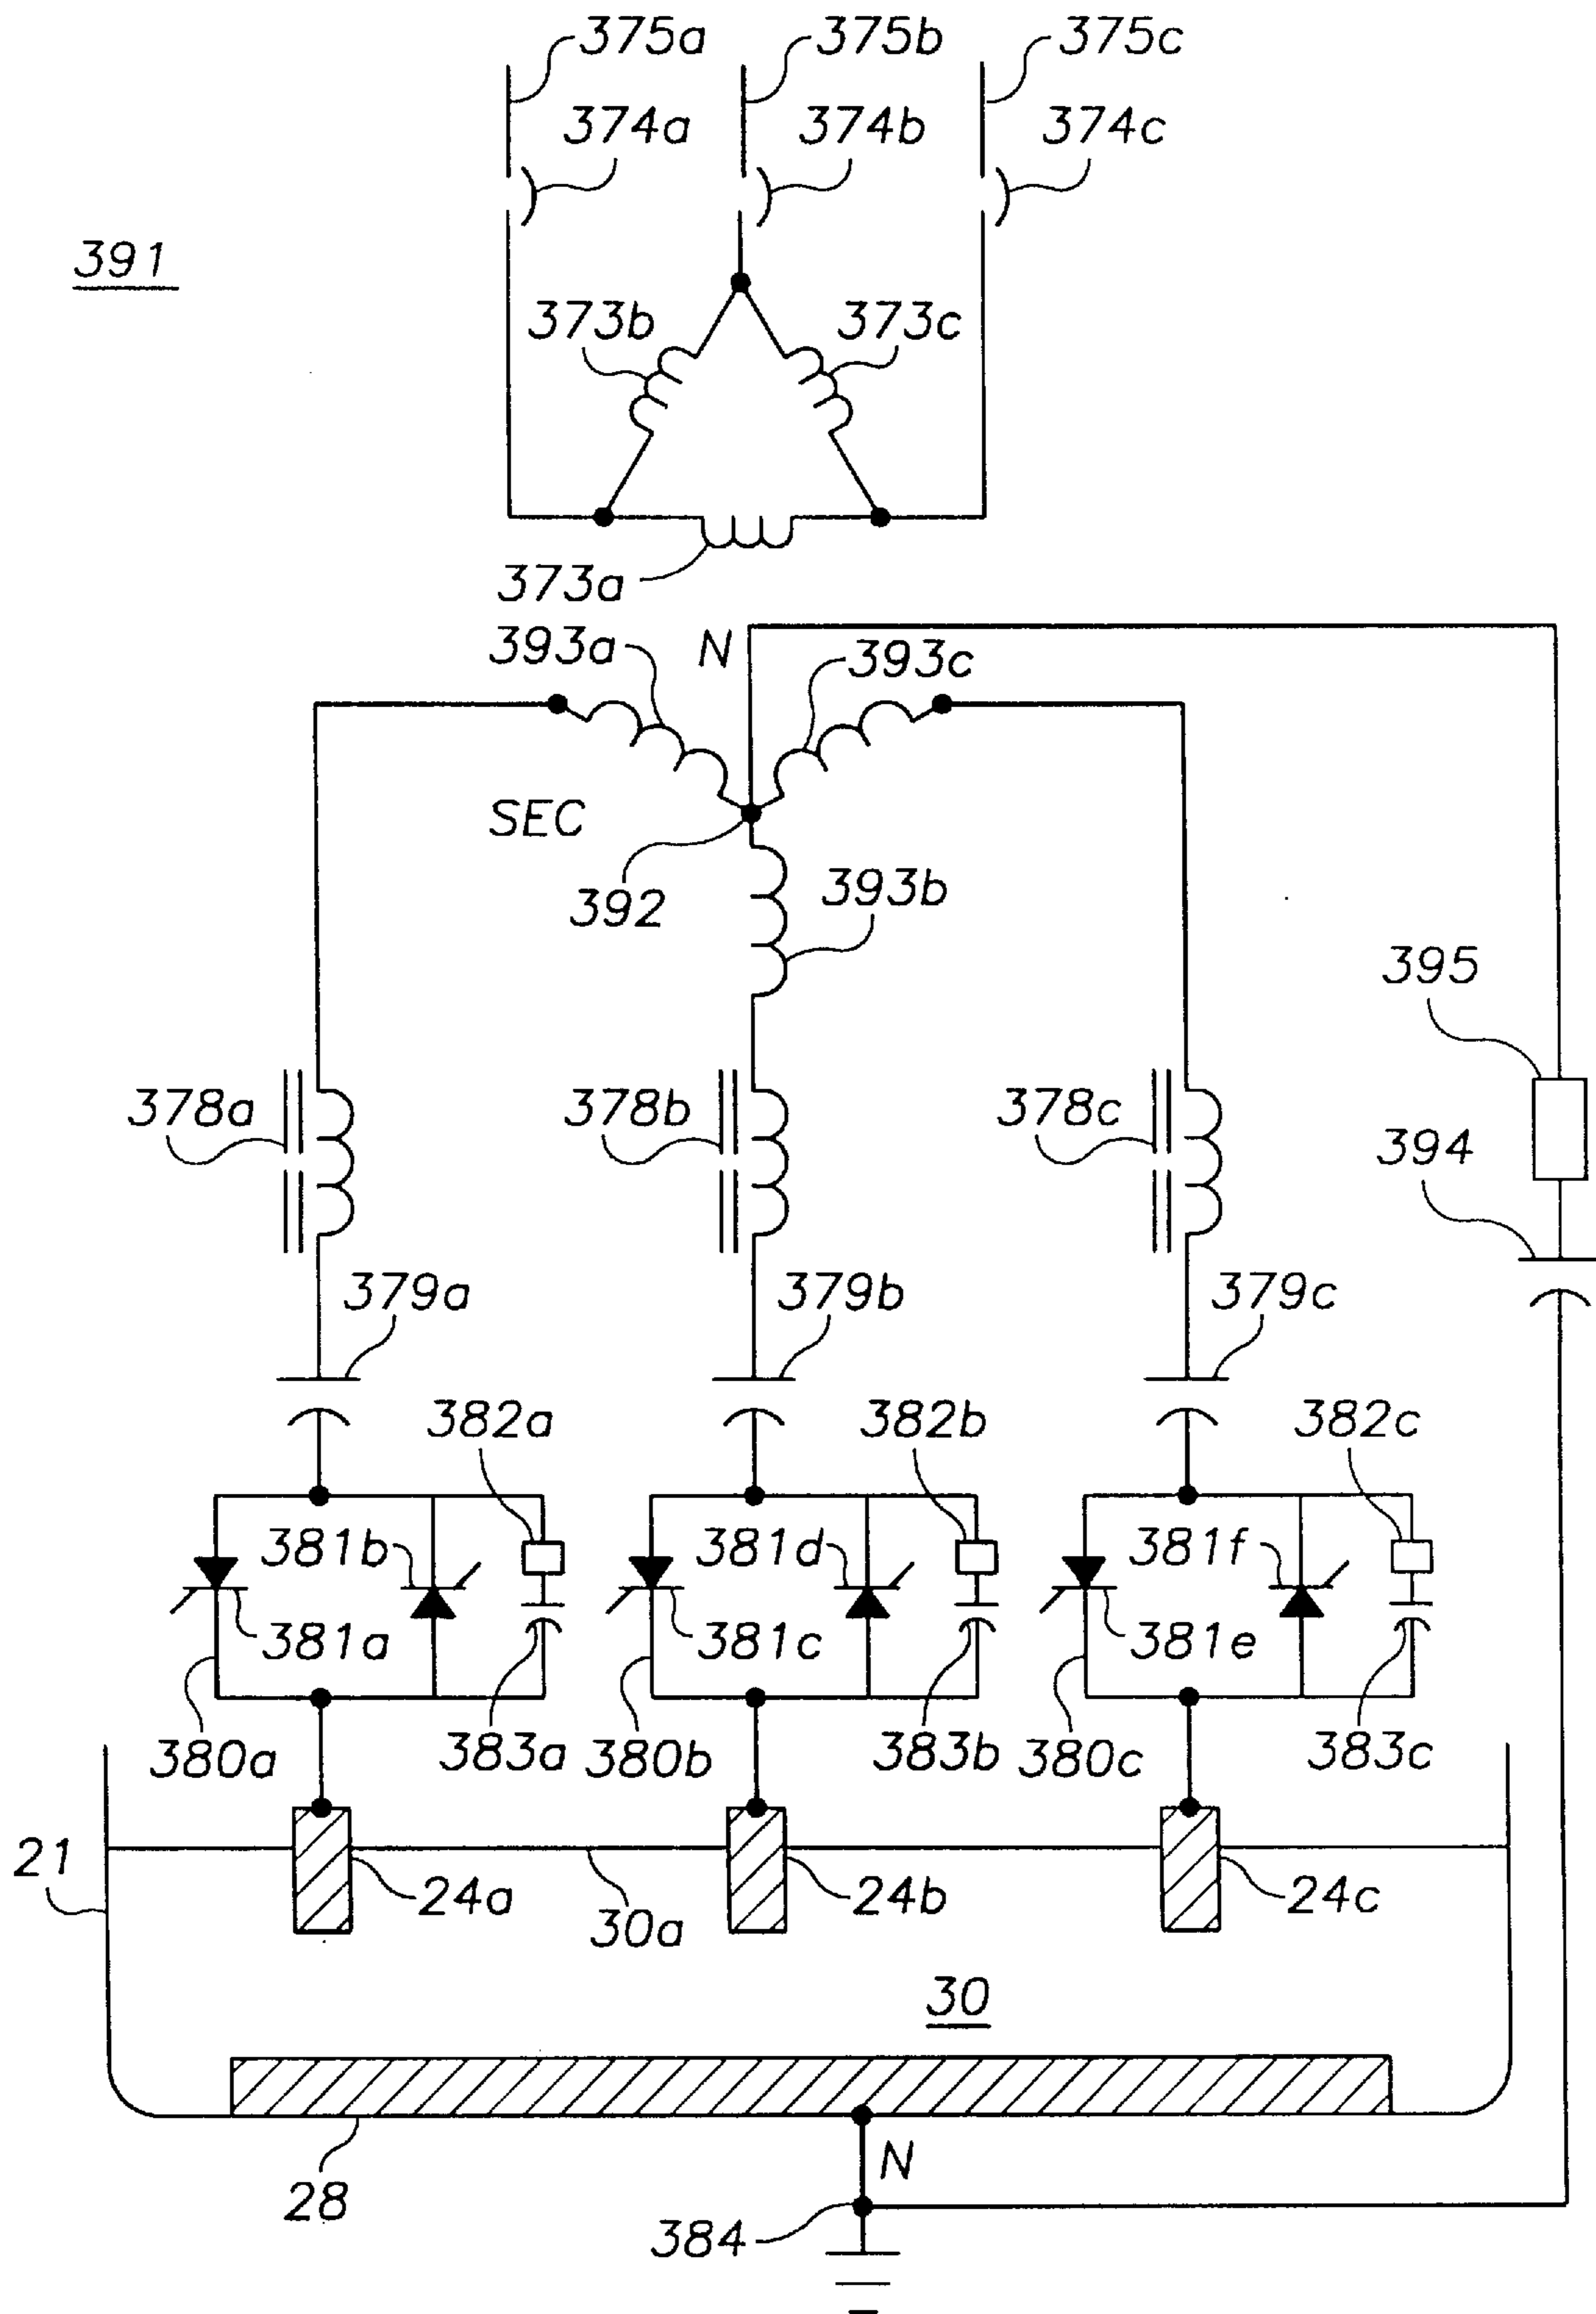 375a 375b 375c
374a 374b 374c
391
373b 373c
373a
393a N 393c
SEC
392 393b
395
378a 378b 378c 394
379a 379b 379c
382a 382b 382c
381b 381d 381f
381a 381c 381e
380a 383a 380b 383b 380c 383c
21
24a 24b 24c
30a
30
N
28
384